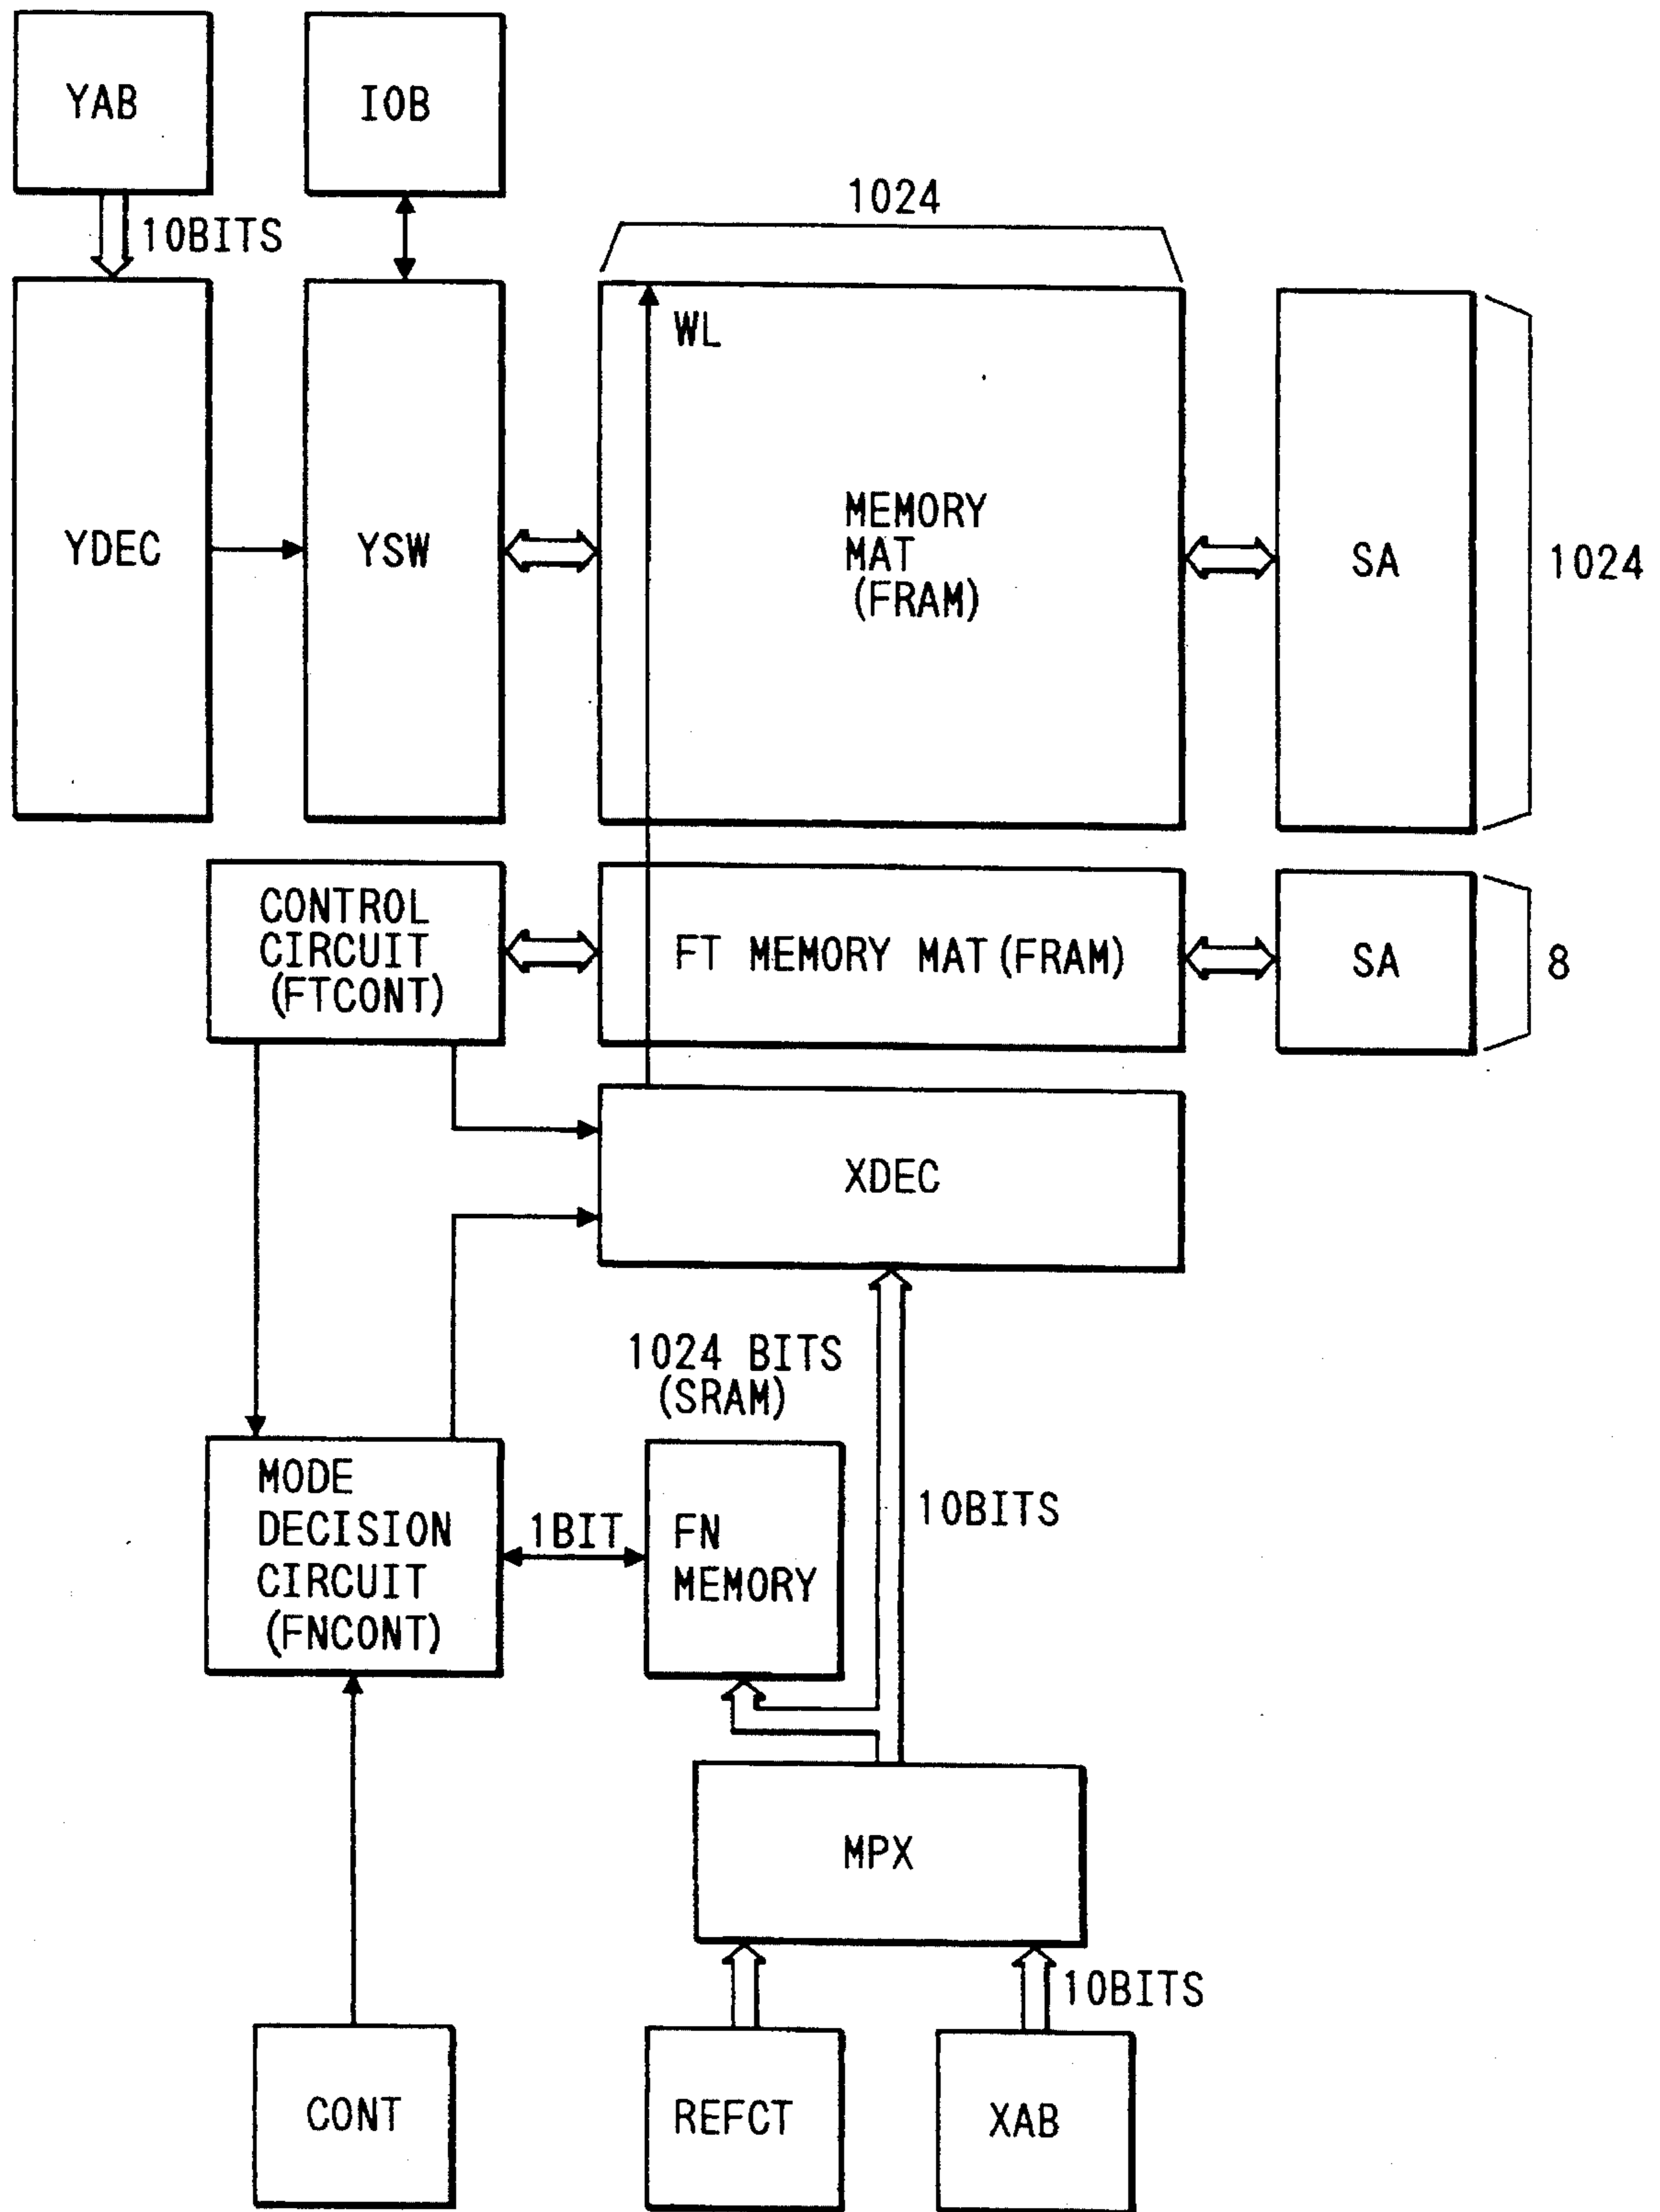 YAB
IOB
10BITS
1024
YDEC
YSW
WL
MEMORY
MAT
(FRAM)
SA
1024
CONTROL
CIRCUIT
(FTCONT)
FT MEMORY MAT(FRAM)
SA
8
XDEC
1024 BITS
(SRAM)
MODE
DECISION
CIRCUIT
(FNCONT)
1BIT
FN
MEMORY
10BITS
MPX
10BITS
CONT
REFCT
XAB